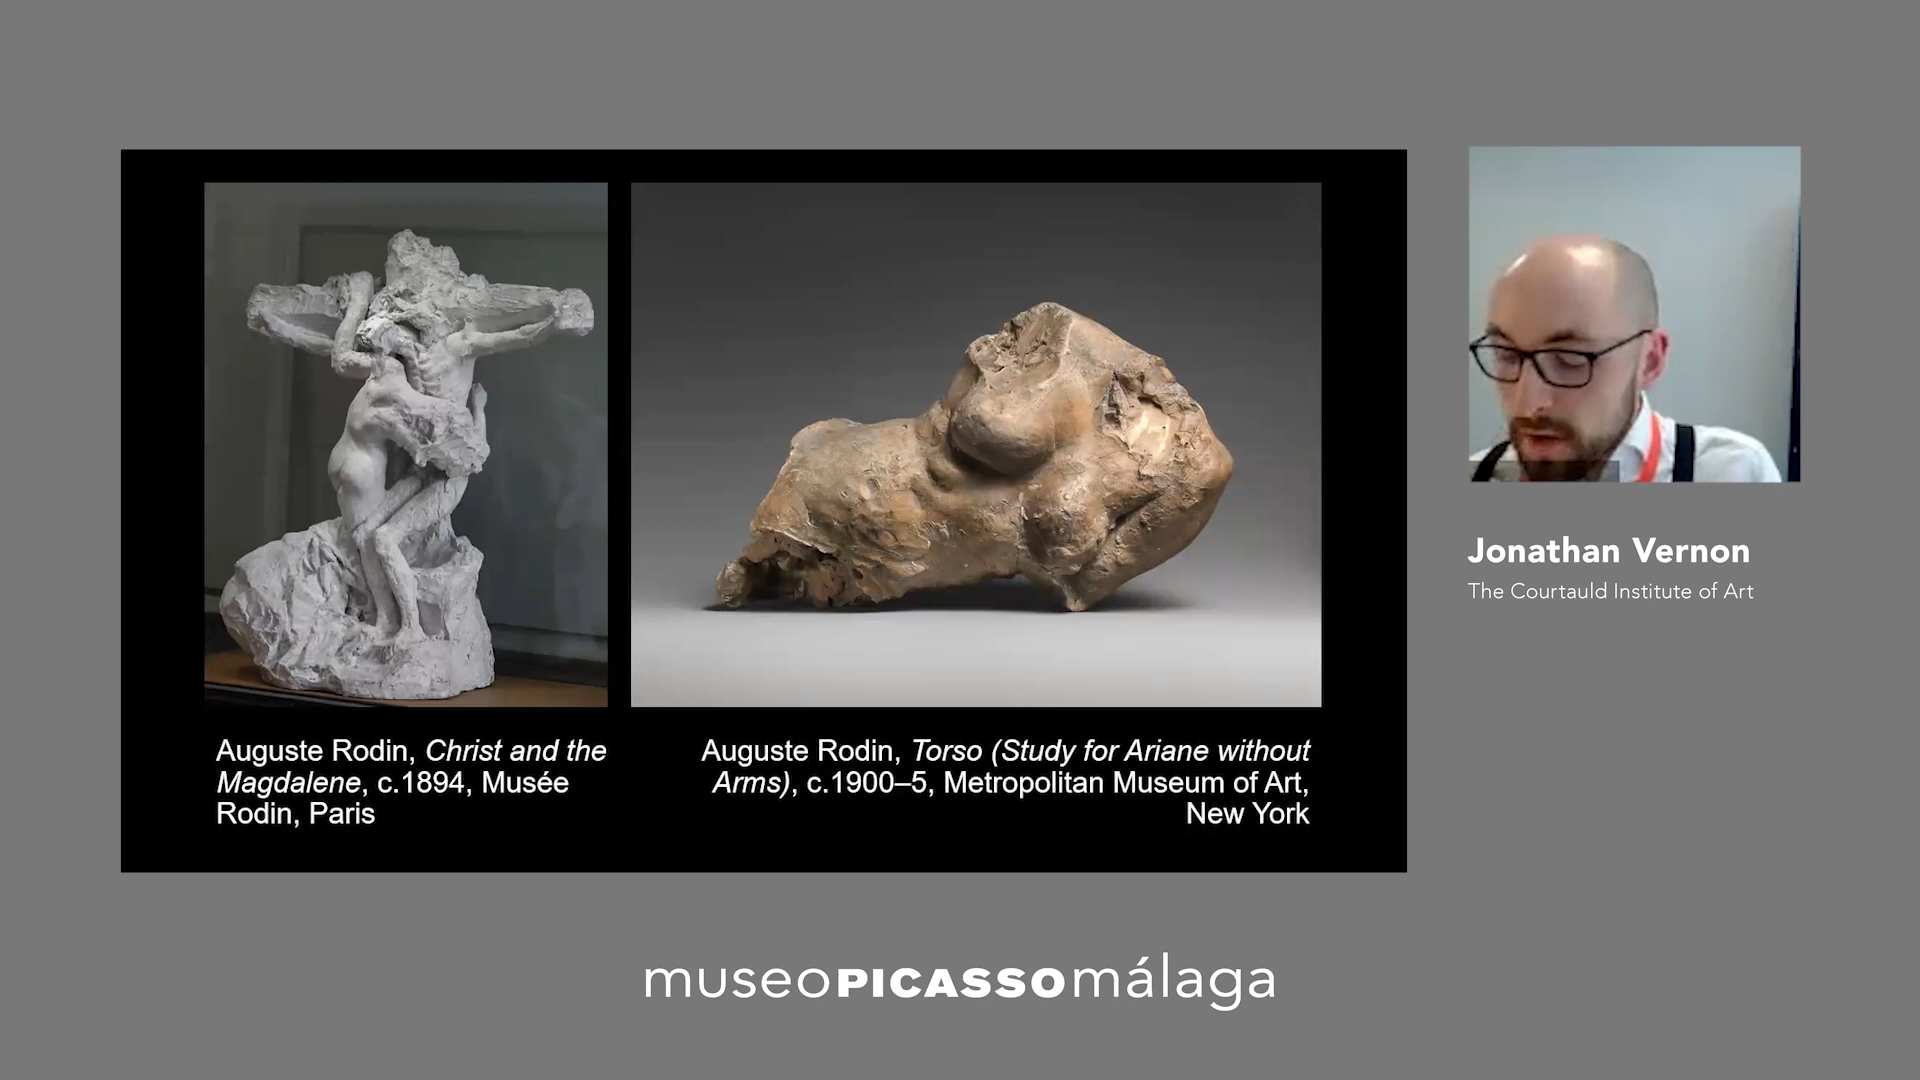 Auguste Rodin, Christ and the
Magdalene, c.1894, Musée
Rodin, Paris
Auguste Rodin, Torso (Study for Ariane without
Arms), c.1900–5, Metropolitan Museum of Art,
New York
Jonathan Vernon
The Courtauld Institute of Art
museoPICASSOmálaga